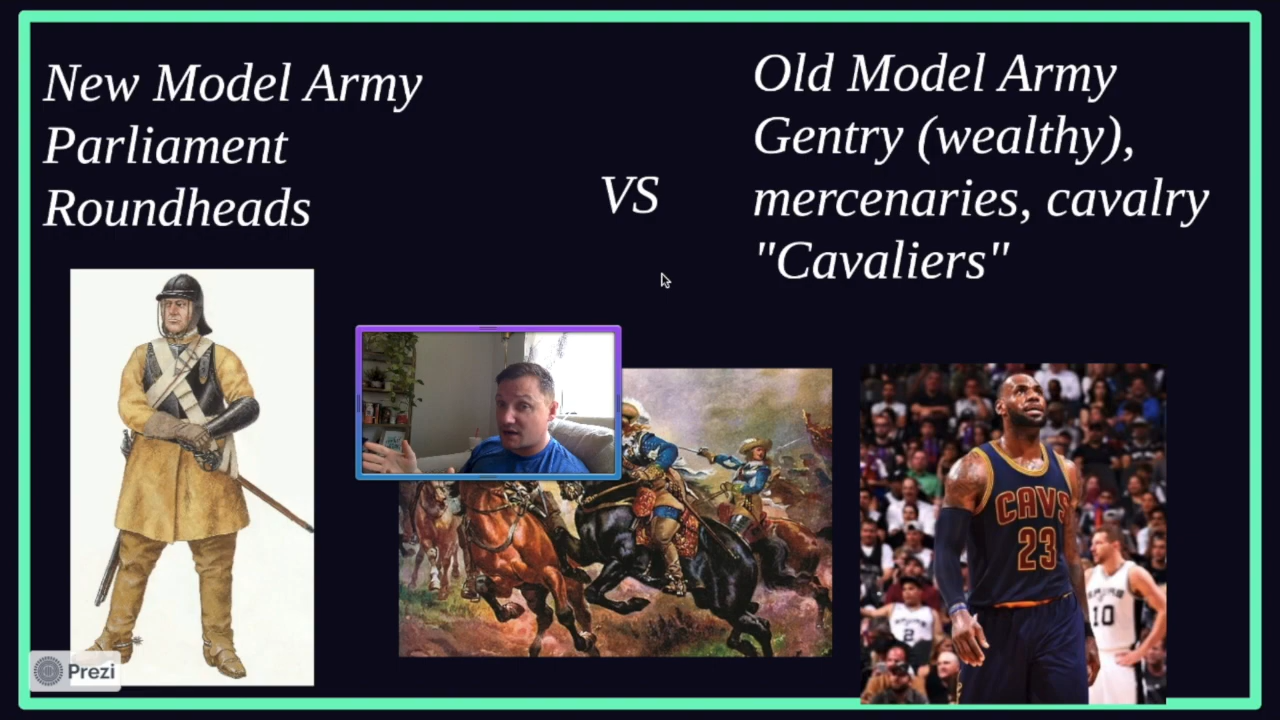 New Model Army
Parliament
Roundheads
VS
Old Model Army
Gentry (wealthy),
mercenaries, cavalry
"Cavaliers"
CAVS
23
10
2
Prezi